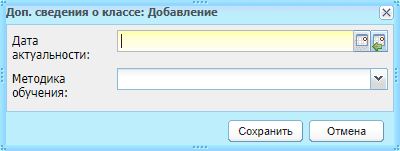 Доп. сведения о классе: Добавление
Дата
актуальности:
Методика
обучения:
Сохранить
Отмена